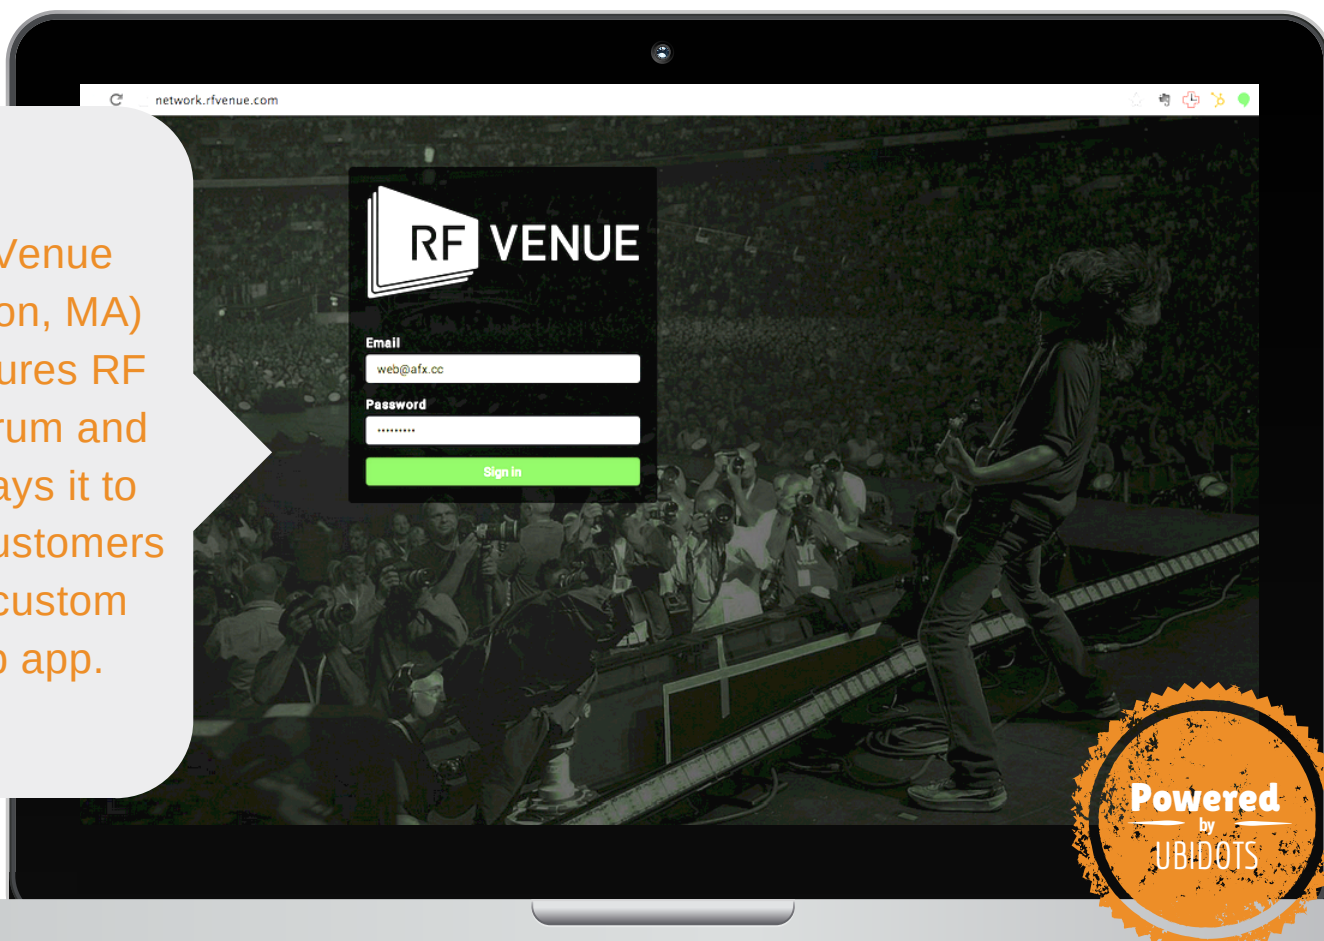 network.rfvenue.com
Venue
on, MA)
ures RF
rum and
ays it to
ustomers
custom
app.
RF VENUE
Email
web@afx.cc
Password
•••••••••
Sign in
Powered
by
UBIDOTS